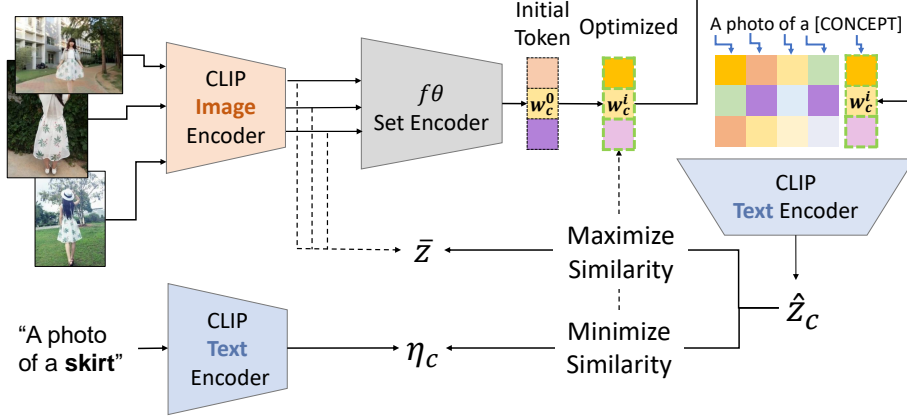 Initial
Token
Optimized
A photo of a [CONCEPT]
CLIP
Image
Encoder
fθ
Set Encoder
w_c^0
w_c^i
w_c^i
CLIP
Text Encoder
z̄
Maximize
Similarity
ẑ_c
"A photo
of a skirt"
CLIP
Text
Encoder
η_c
Minimize
Similarity